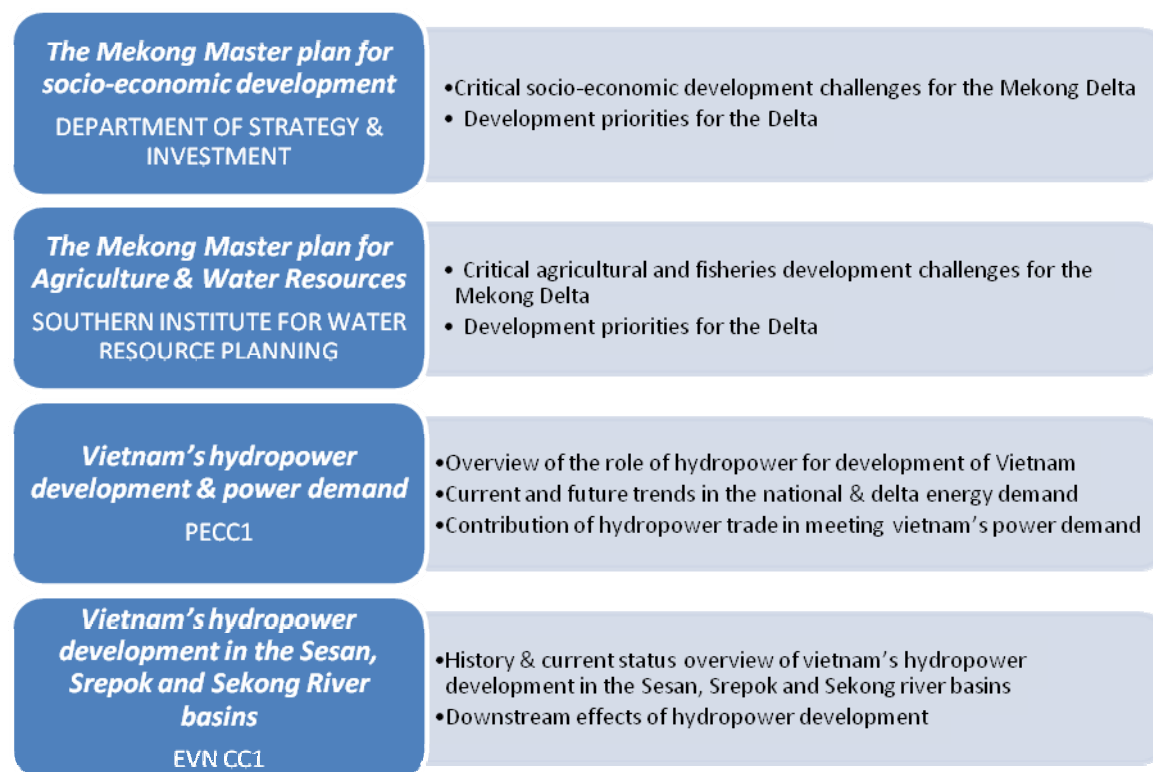 The Mekong Master plan for
socio-economic development
DEPARTMENT OF STRATEGY &
INVESTMENT
•Critical socio-economic development challenges for the Mekong Delta
• Development priorities for the Delta
The Mekong Master plan for
Agriculture & Water Resources
SOUTHERN INSTITUTE FOR WATER
RESOURCE PLANNING
• Critical agricultural and fisheries development challenges for the
Mekong Delta
• Development priorities for the Delta
Vietnam's hydropower
development & power demand
PECC1
•Overview of the role of hydropower for development of Vietnam
•Current and future trends in the national & delta energy demand
•Contribution of hydropower trade in meeting vietnam's power demand
Vietnam's hydropower
development in the Sesan,
Srepok and Sekong River
basins
EVN CC1
•History & current status overview of vietnam's hydropower
development in the Sesan, Srepok and Sekong river basins
•Downstream effects of hydropower development